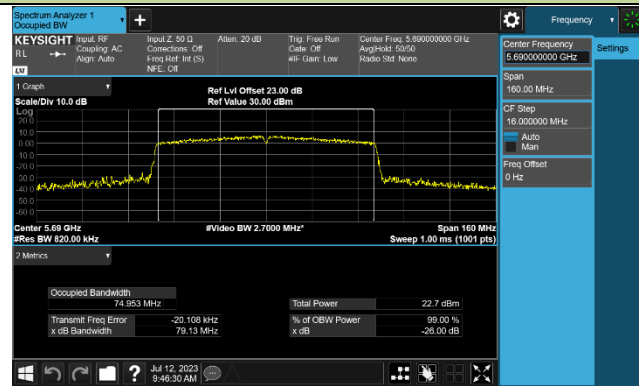 Spectrum Analyzer 1
Occupied BW
+
Frequency
KEYSIGHT Input: RF
RL
Coupling: AC
Align: Auto
LXI
Input Z: 50 Ω
Corrections: Off
Freq Ref: Int (S)
NFE: Off
Atten: 20 dB
Trig: Free Run
Gate: Off
#IF Gain: Low
Center Freq: 5.690000000 GHz
Avg|Hold: 50/50
Radio Std: None
Center Frequency
5.690000000 GHz
Settings
Span
160.00 MHz
CF Step
16.000000 MHz
Auto
Man
Freq Offset
0 Hz
1 Graph
Scale/Div 10.0 dB
Ref Lvl Offset 23.00 dB
Ref Value 30.00 dBm
Log
20.0
10.0
0.00
-10.0
-20.0
-30.0
-40.0
-50.0
-60.0
Center 5.69 GHz
#Video BW 2.7000 MHz*
Span 160 MHz
#Res BW 820.00 kHz
Sweep 1.00 ms (1001 pts)
2 Metrics
Occupied Bandwidth
74.953 MHz
Total Power 22.7 dBm
Transmit Freq Error -20.108 kHz
% of OBW Power 99.00 %
x dB Bandwidth 79.13 MHz
x dB -26.00 dB
?
Jul 12, 2023
9:46:30 AM